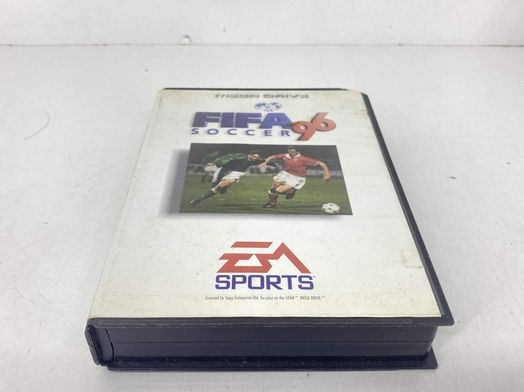 MEGA DRIVE
FIFA
SOCCER 96
EA
SPORTS
Licensed by Sega Enterprises Ltd. for play on the SEGA™ MEGA DRIVE™